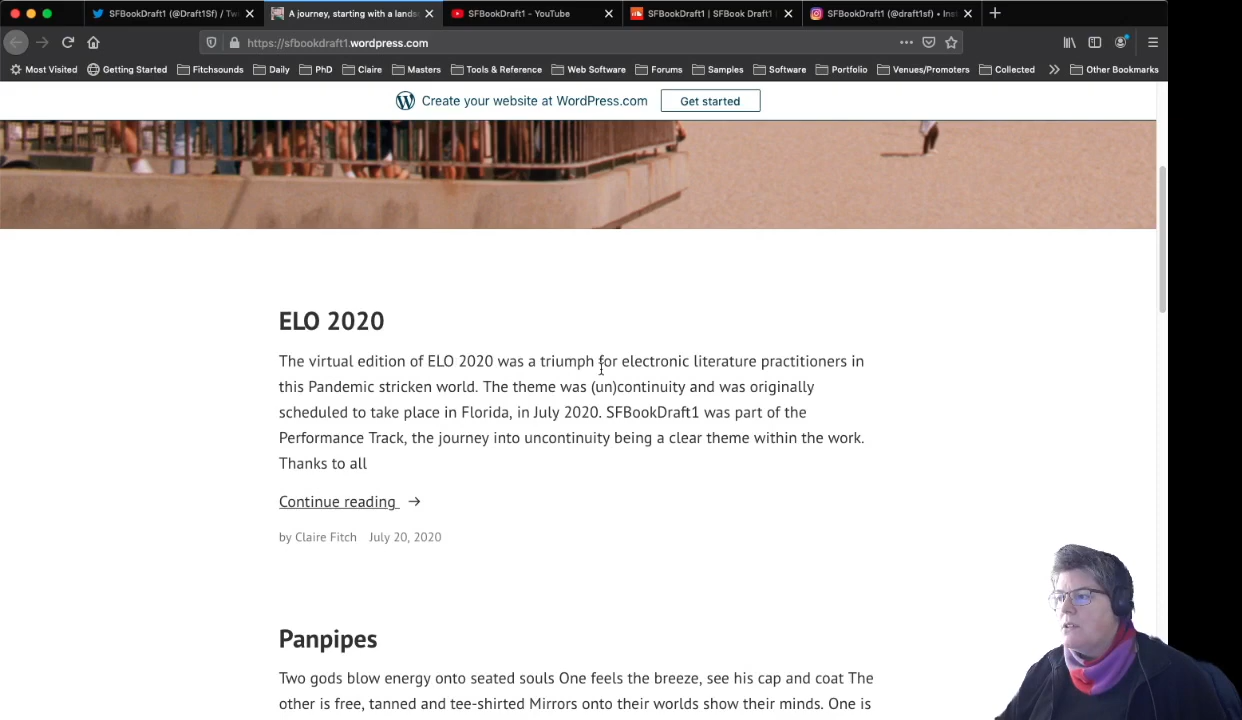 SFBookDraft1 (@Draft1Sf) / Tw
A journey, starting with a lands
SFBookDraft1 - YouTube
SFBookDraft1 | SFBook Draft1
SFBookDraft1 (@draft1sf) • Ins
https://sfbookdraft1.wordpress.com
Most Visited Getting Started Fitchsounds Daily PhD Claire Masters Tools & Reference Web Software Forums Samples Software Portfolio Venues/Promoters Collected Other Bookmarks
Create your website at WordPress.com Get started
ELO 2020
The virtual edition of ELO 2020 was a triumph for electronic literature practitioners in
this Pandemic stricken world. The theme was (un)continuity and was originally
scheduled to take place in Florida, in July 2020. SFBookDraft1 was part of the
Performance Track, the journey into uncontinuity being a clear theme within the work.
Thanks to all
Continue reading →
by Claire Fitch July 20, 2020
Panpipes
Two gods blow energy onto seated souls One feels the breeze, see his cap and coat The
other is free, tanned and tee-shirted Mirrors onto their worlds show their minds. One is